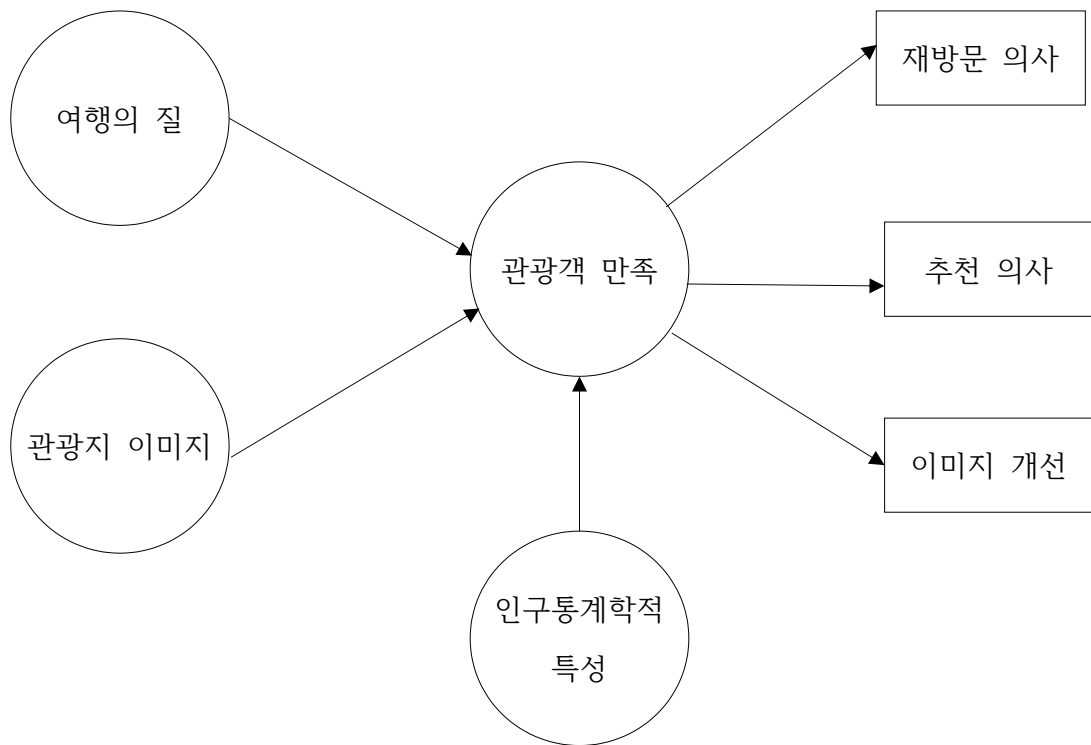 여행의 질
관광지 이미지
관광객 만족
인구통계학적
특성
재방문 의사
추천 의사
이미지 개선